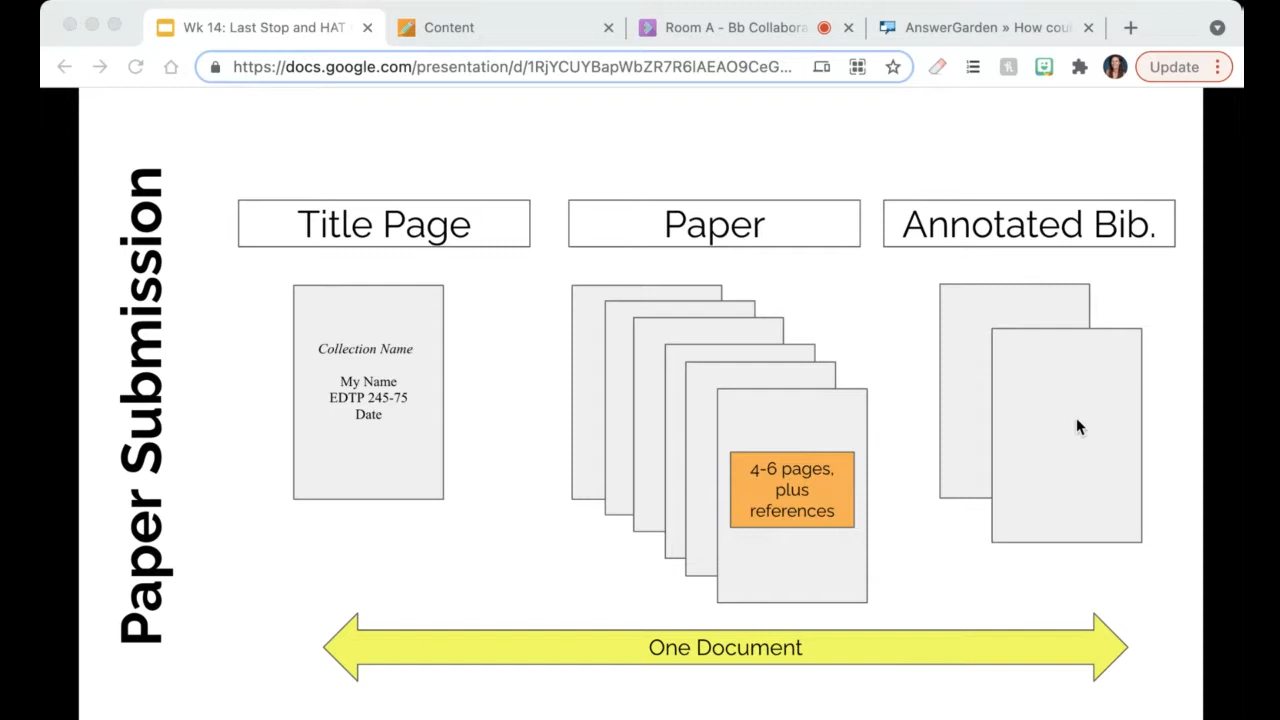 Wk 14: Last Stop and HAT
Content
Room A - Bb Collabora
AnswerGarden » How coul
https://docs.google.com/presentation/d/1RjYCUYBapWbZR7R6lAEAO9CeG...
Update
Paper Submission
Title Page
Paper
Annotated Bib.
Collection Name
My Name
EDTP 245-75
Date
4-6 pages,
plus
references
One Document